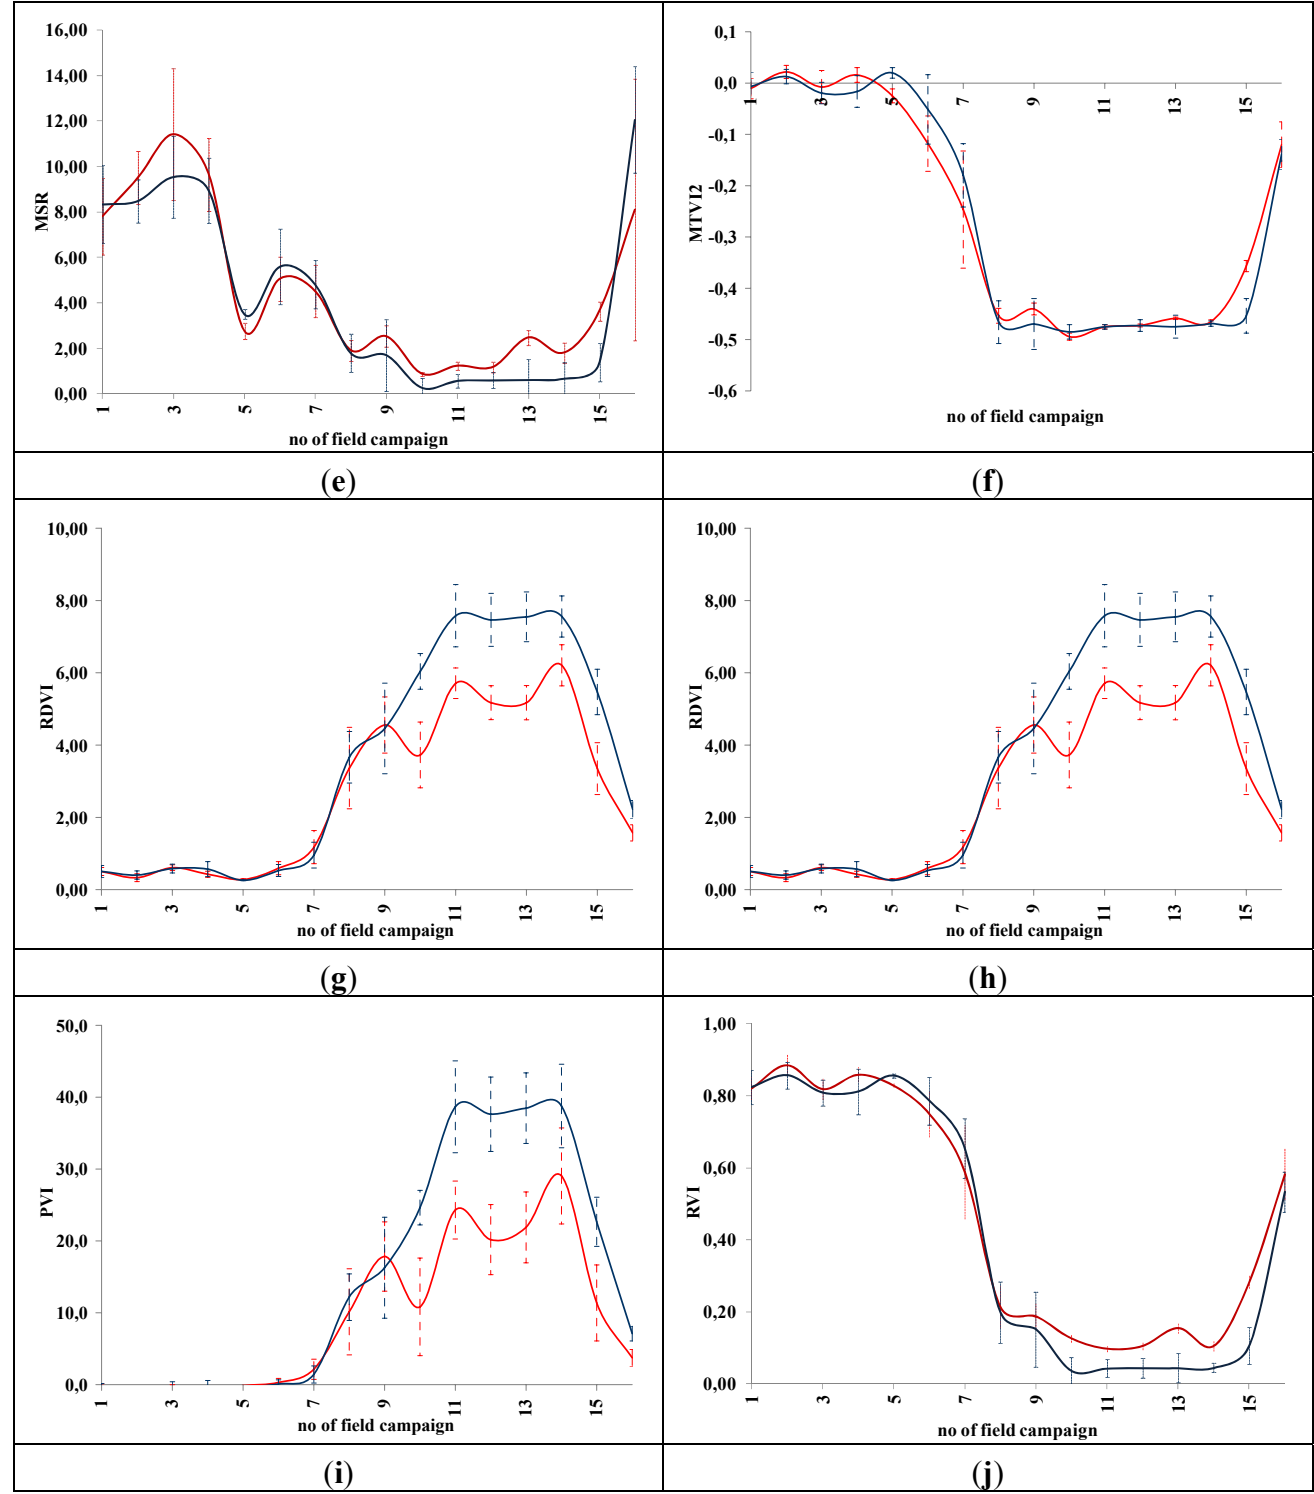 16,00
14,00
12,00
10,00
8,00
6,00
4,00
2,00
0,00
MSR
1 3 5 7 9 11 13 15
no of field campaign
(e)
0,1
0,0
-0,1
-0,2
-0,3
-0,4
-0,5
-0,6
MTVI2
1 3 5 7 9 11 13 15
no of field campaign
(f)
10,00
8,00
6,00
4,00
2,00
0,00
RDVI
1 3 5 7 9 11 13 15
no of field campaign
(g)
10,00
8,00
6,00
4,00
2,00
0,00
RDVI
1 3 5 7 9 11 13 15
no of field campaign
(h)
50,0
40,0
30,0
20,0
10,0
0,0
PVI
1 3 5 7 9 11 13 15
no of field campaign
(i)
1,00
0,80
0,60
0,40
0,20
0,00
RVI
1 3 5 7 9 11 13 15
no of field campaign
(j)